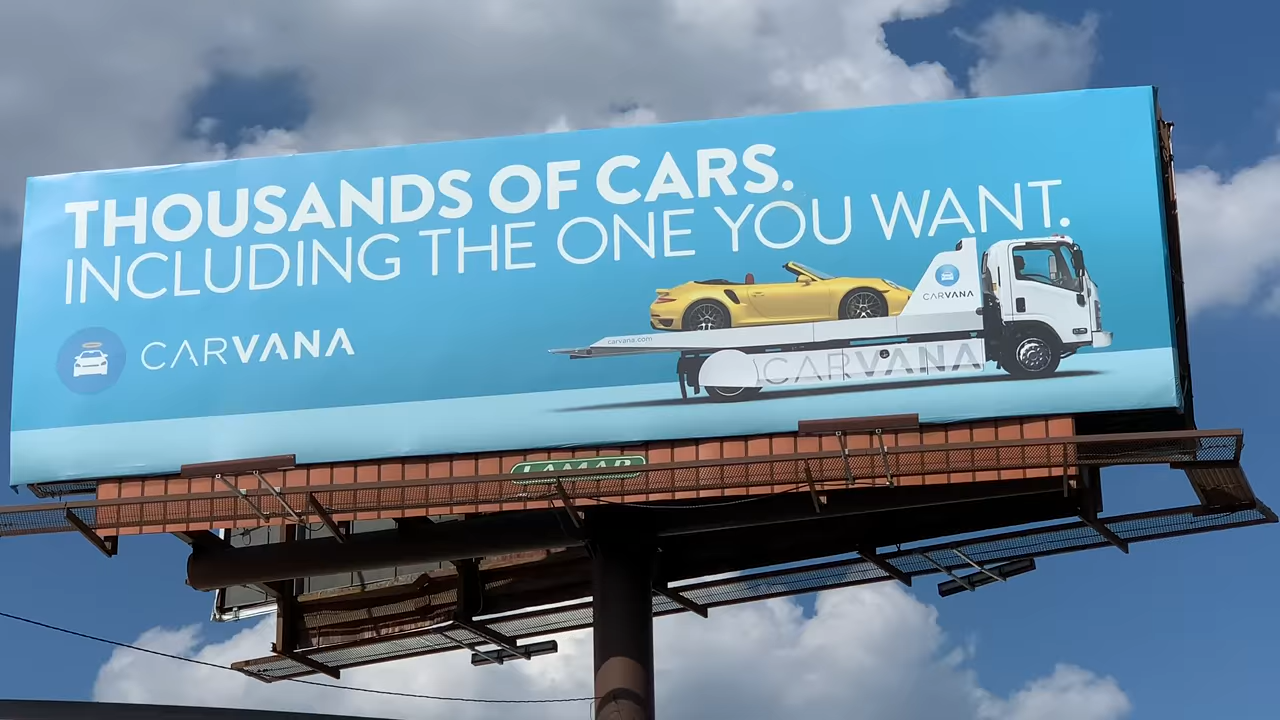 THOUSANDS OF CARS.
INCLUDING THE ONE YOU WANT.
CARVANA
CARVANA
carvana.com
CARVANA
LAMAR